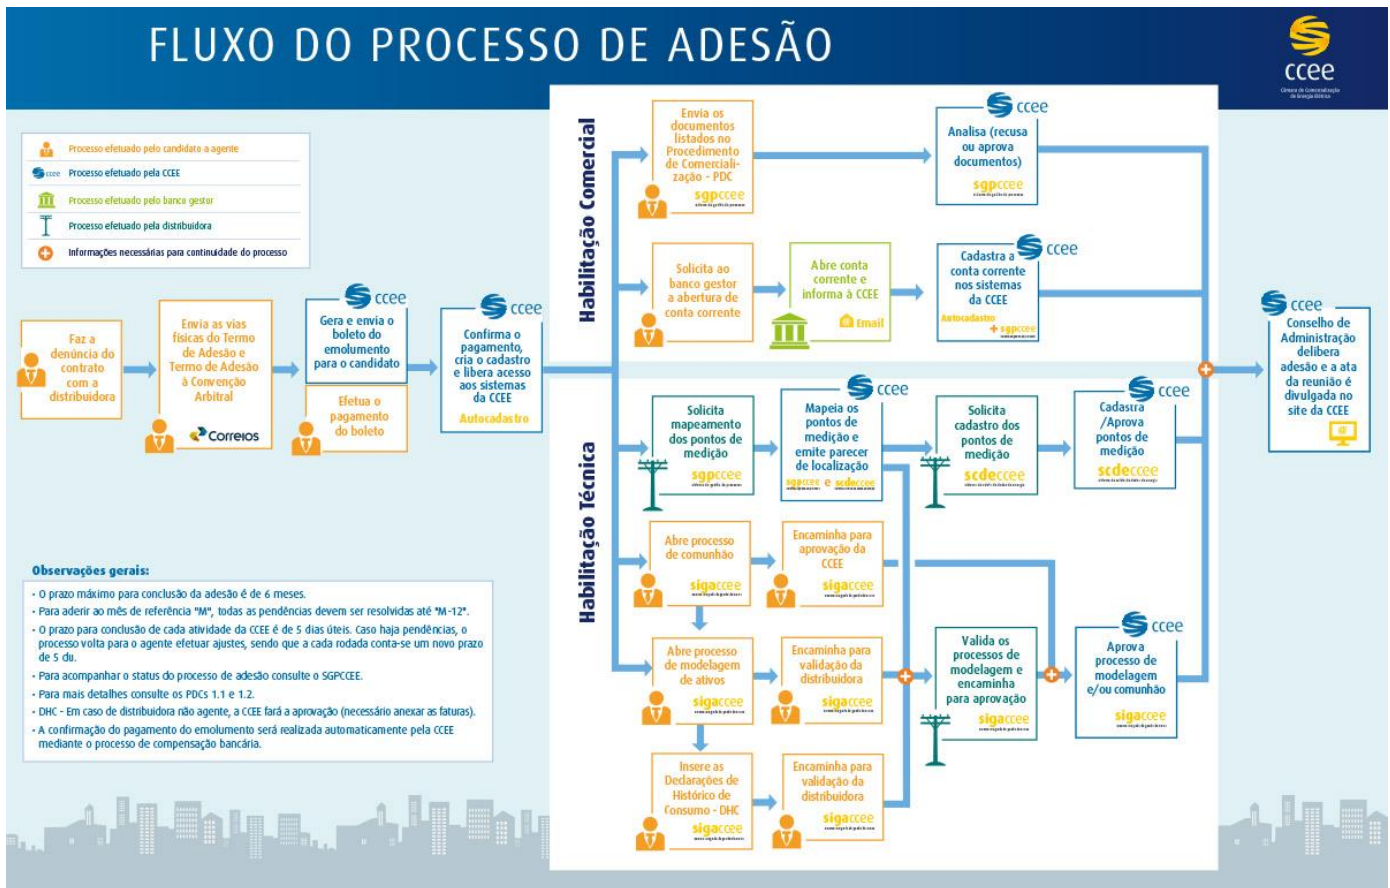 FLUXO DO PROCESSO DE ADESÃO
ccee
Câmara de Comercialização
de Energia Elétrica
Processo efetuado pelo candidato a agente
ccee Processo efetuado pela CCEE
Processo efetuado pelo banco gestor
Processo efetuado pela distribuidora
Informações necessárias para continuidade do processo
Faz a
denúncia do
contrato
com a
distribuidora
Envia as vias
físicas do Termo
de Adesão e
Termo de Adesão
à Convenção
Arbitral
Correios
ccee
Gera e envia o
boleto do
emolumento
para o candidato
Efetua o
pagamento
do boleto
ccee
Confirma o
pagamento,
cria o cadastro
e libera acesso
aos sistemas
da CCEE
Autocadastro
Habilitação Comercial
Envia os
documentos
listados no
Procedimento
de Comerciali-
zação - PDC
sgpccee
ccee
Analisa (recusa
ou aprova
documentos)
sgpccee
Solicita ao
banco gestor
a abertura de
conta corrente
Abre conta
corrente e
informa à CCEE
@ Email
ccee
Cadastra a
conta corrente
nos sistemas
da CCEE
Autocadastro
+ sgpccee
Habilitação Técnica
Solicita
mapeamento
dos pontos de
medição
sgpccee
ccee
Mapeia os
pontos de
medição e
emite parecer
de localização
sgpccee e scdeccee
Solicita
cadastro dos
pontos de
medição
scdeccee
ccee
Cadastra
/Aprova
pontos de
medição
scdeccee
Abre processo
de comunhão
sigaccee
Encaminha para
aprovação da
CCEE
sigaccee
Abre processo
de modelagem
de ativos
sigaccee
Encaminha para
validação da
distribuidora
sigaccee
Valida os
processos de
modelagem e
encaminha
para aprovação
sigaccee
ccee
Aprova
processo de
modelagem
e/ou comunhão
sigaccee
Insere as
Declarações de
Histórico de
Consumo - DHC
sigaccee
Encaminha para
validação da
distribuidora
sigaccee
ccee
Conselho de
Administração
delibera
adesão e a ata
da reunião é
divulgada no
site da CCEE
@
Observações gerais:
• O prazo máximo para conclusão da adesão é de 6 meses.
• Para aderir ao mês de referência "M", todas as pendências devem ser resolvidas até "M-12".
• O prazo para conclusão de cada atividade da CCEE é de 5 dias úteis. Caso haja pendências, o
processo volta para o agente efetuar ajustes, sendo que a cada rodada conta-se um novo prazo
de 5 du.
• Para acompanhar o status do processo de adesão consulte o SGPCCEE.
• Para mais detalhes consulte os PDCs 1.1 e 1.2.
• DHC - Em caso de distribuidora não agente, a CCEE fará a aprovação (necessário anexar as faturas).
• A confirmação do pagamento do emolumento será realizada automaticamente pela CCEE
mediante o processo de compensação bancária.